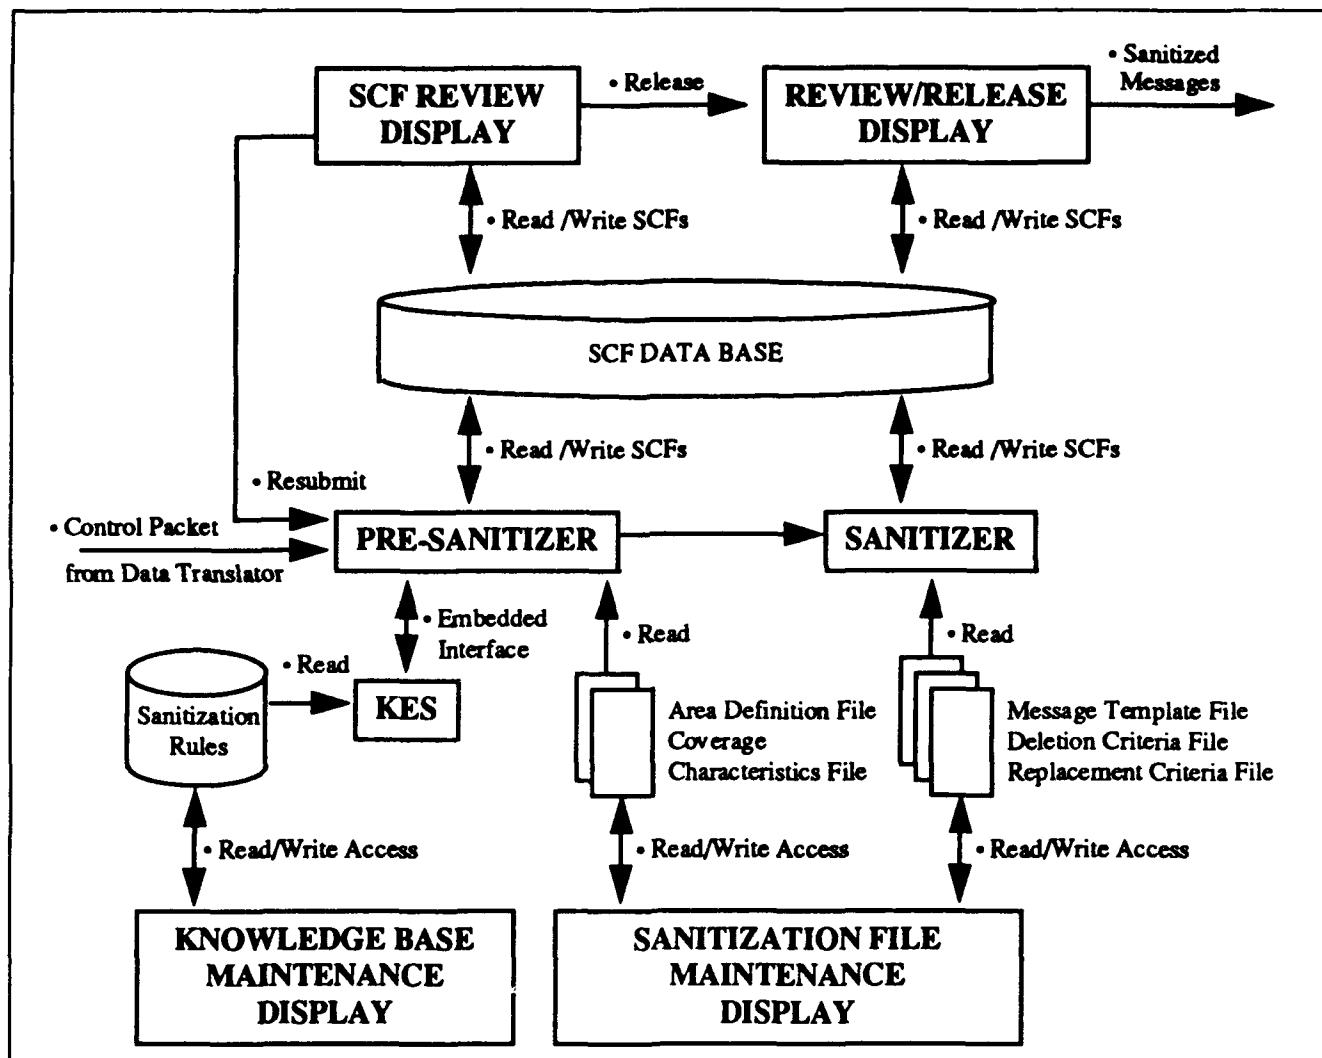 • Sanitized
Messages
SCF REVIEW
DISPLAY
• Release
REVIEW/RELEASE
DISPLAY
• Read /Write SCFs
• Read /Write SCFs
SCF DATA BASE
• Read /Write SCFs
• Read /Write SCFs
• Resubmit
• Control Packet
from Data Translator
PRE-SANITIZER
SANITIZER
• Embedded
Interface
• Read
• Read
• Read
Sanitization
Rules
KES
Area Definition File
Coverage
Characteristics File
Message Template File
Deletion Criteria File
Replacement Criteria File
• Read/Write Access
• Read/Write Access
• Read/Write Access
KNOWLEDGE BASE
MAINTENANCE
DISPLAY
SANITIZATION FILE
MAINTENANCE
DISPLAY